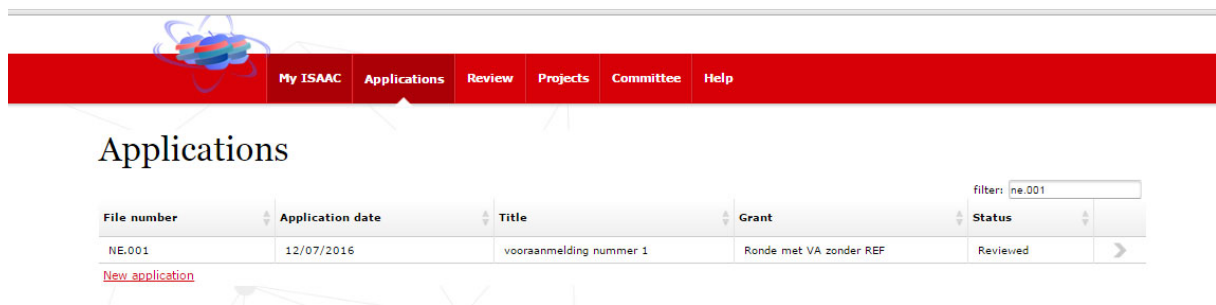 My ISAAC Applications Review Projects Committee Help
Applications
filter: ne.001
File number Application date Title Grant Status
NE.001 12/07/2016 vooraanmelding nummer 1 Ronde met VA zonder REF Reviewed
New application